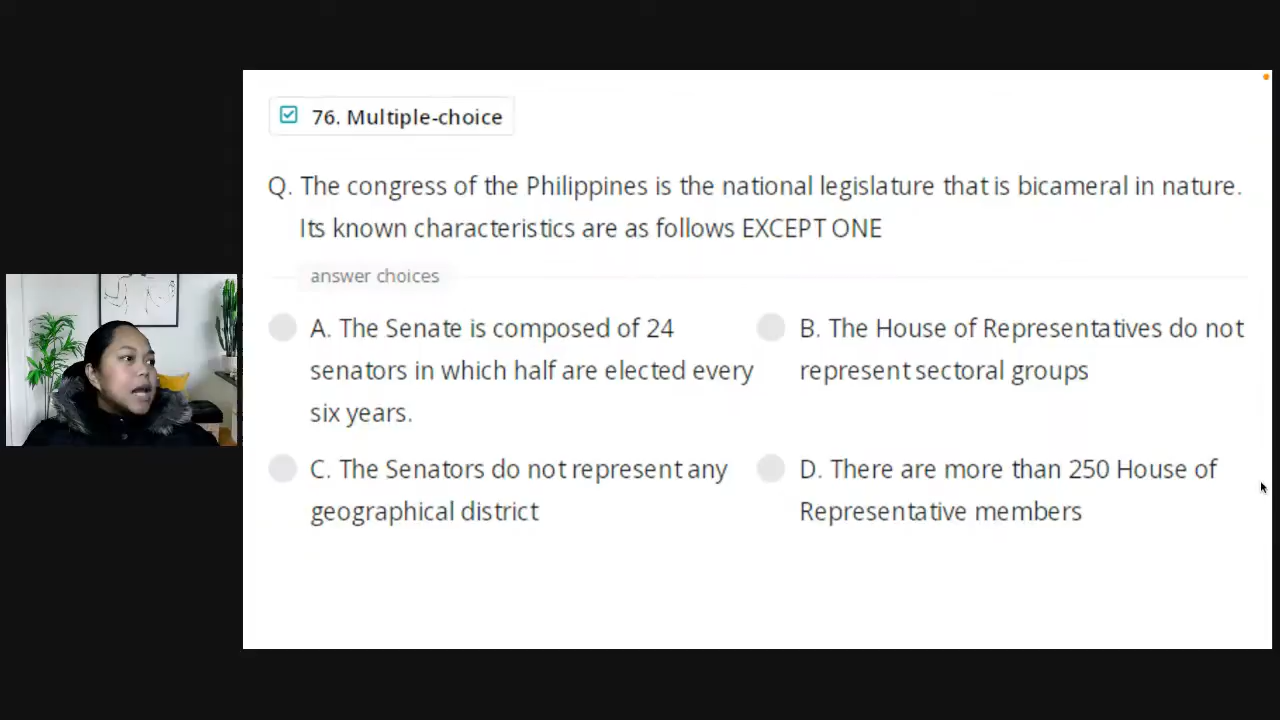 76. Multiple-choice
Q. The congress of the Philippines is the national legislature that is bicameral in nature.
Its known characteristics are as follows EXCEPT ONE
answer choices
A. The Senate is composed of 24
senators in which half are elected every
six years.
B. The House of Representatives do not
represent sectoral groups
C. The Senators do not represent any
geographical district
D. There are more than 250 House of
Representative members